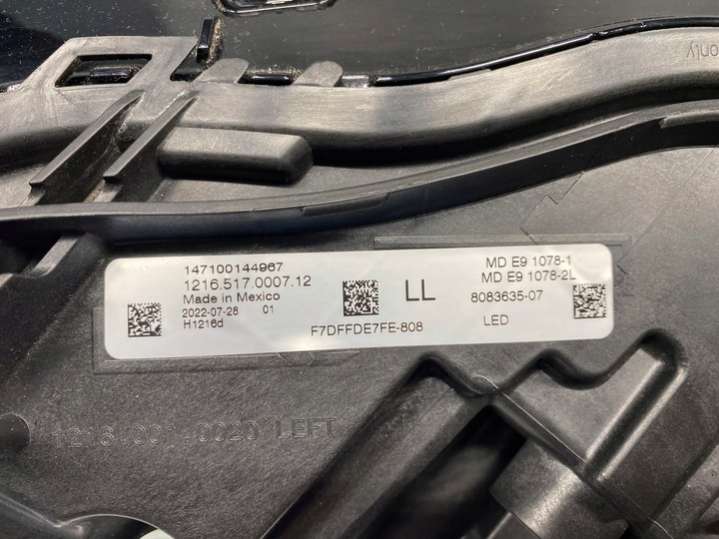 only
147100144967
1216.517.0007.12
Made in Mexico
2022-07-28 01
H1216d
LL
F7DFFDE7FE-808
MD E9 1078-1
MD E9 1078-2L
8083635-07
LED
LEFT